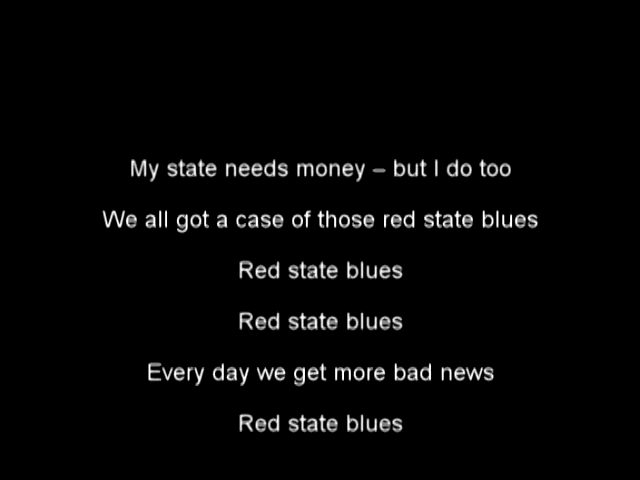 My state needs money – but I do too
We all got a case of those red state blues
Red state blues
Red state blues
Every day we get more bad news
Red state blues